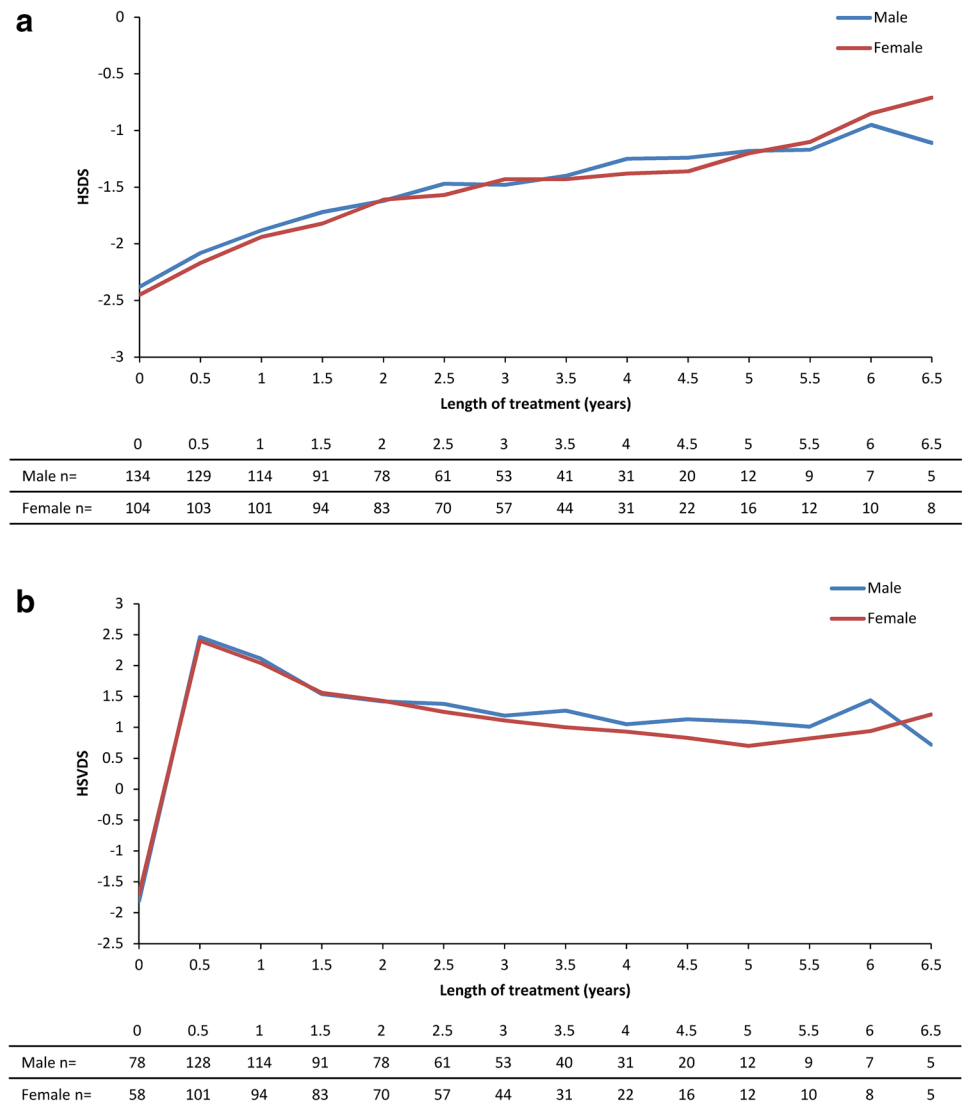 a
Male
Female
0
-0.5
-1
-1.5
-2
-2.5
-3
HSDS
0 0.5 1 1.5 2 2.5 3 3.5 4 4.5 5 5.5 6 6.5
Length of treatment (years)
0 0.5 1 1.5 2 2.5 3 3.5 4 4.5 5 5.5 6 6.5
Male n= 134 129 114 91 78 61 53 41 31 20 12 9 7 5
Female n= 104 103 101 94 83 70 57 44 31 22 16 12 10 8
b
Male
Female
3
2.5
2
1.5
1
0.5
0
-0.5
-1
-1.5
-2
-2.5
HSVDS
0 0.5 1 1.5 2 2.5 3 3.5 4 4.5 5 5.5 6 6.5
Length of treatment (years)
0 0.5 1 1.5 2 2.5 3 3.5 4 4.5 5 5.5 6 6.5
Male n= 78 128 114 91 78 61 53 40 31 20 12 9 7 5
Female n= 58 101 94 83 70 57 44 31 22 16 12 10 8 5